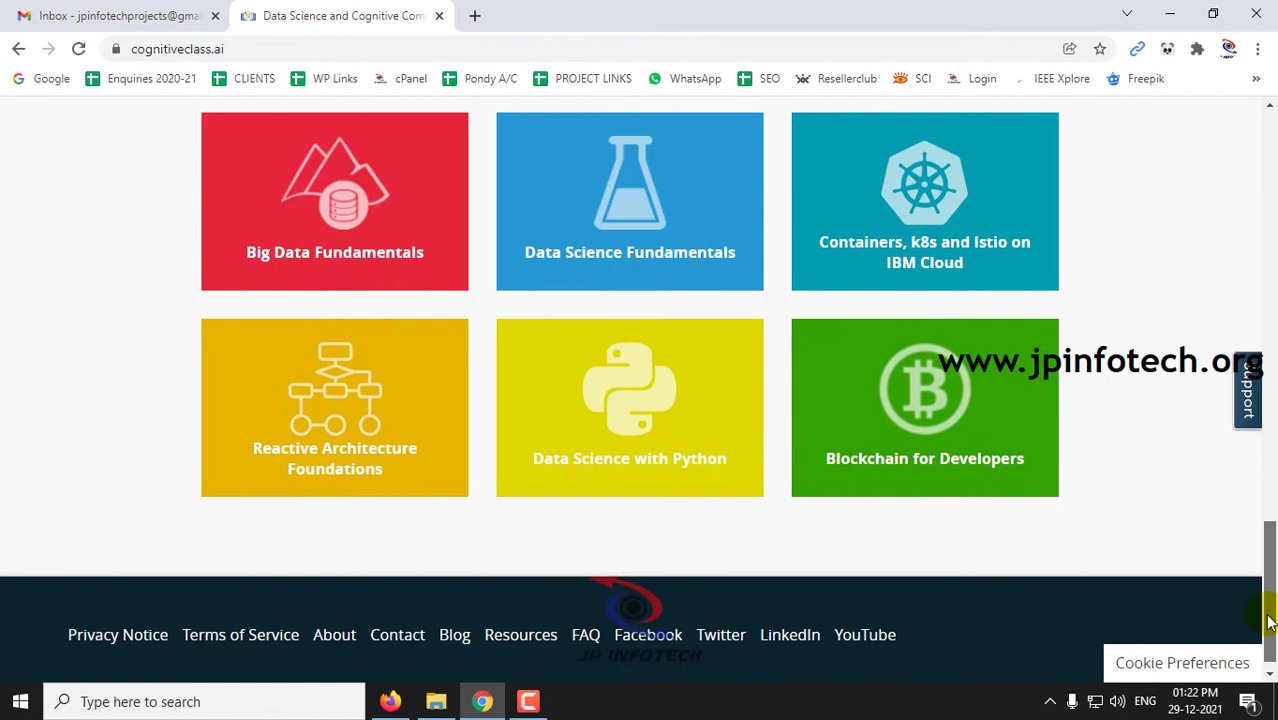 Inbox - jpinfotechprojects@gma
Data Science and Cognitive Com
cognitiveclass.ai
Google
Enquiries 2020-21
CLIENTS
WP Links
cPanel
Pondy A/C
PROJECT LINKS
WhatsApp
SEO
Resellerclub
SCI
Login
IEEE Xplore
Freepik
Big Data Fundamentals
Data Science Fundamentals
Containers, k8s and Istio on
IBM Cloud
www.jpinfotech.org
Support
Reactive Architecture
Foundations
Data Science with Python
Blockchain for Developers
Privacy Notice
Terms of Service
About
Contact
Blog
Resources
FAQ
Facebook
Twitter
LinkedIn
YouTube
JP INFOTECH
Cookie Preferences
Type here to search
ENG
01:22 PM
29-12-2021
1